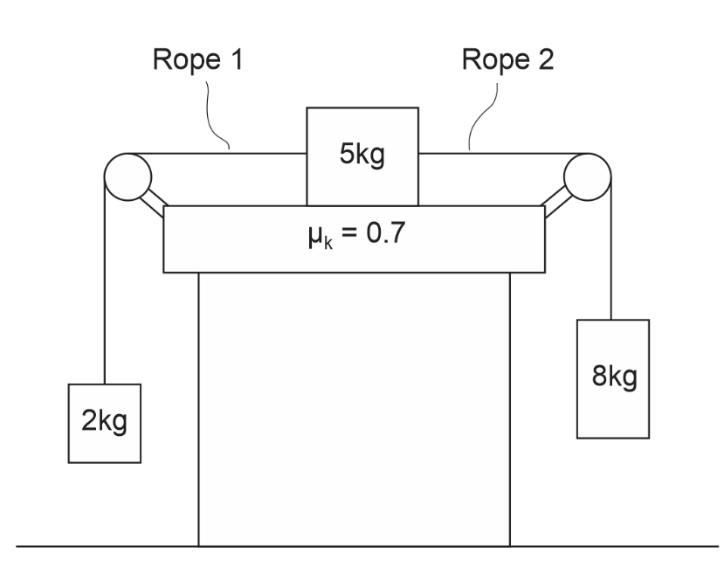 Rope 1
Rope 2
5kg
μₖ = 0.7
8kg
2kg